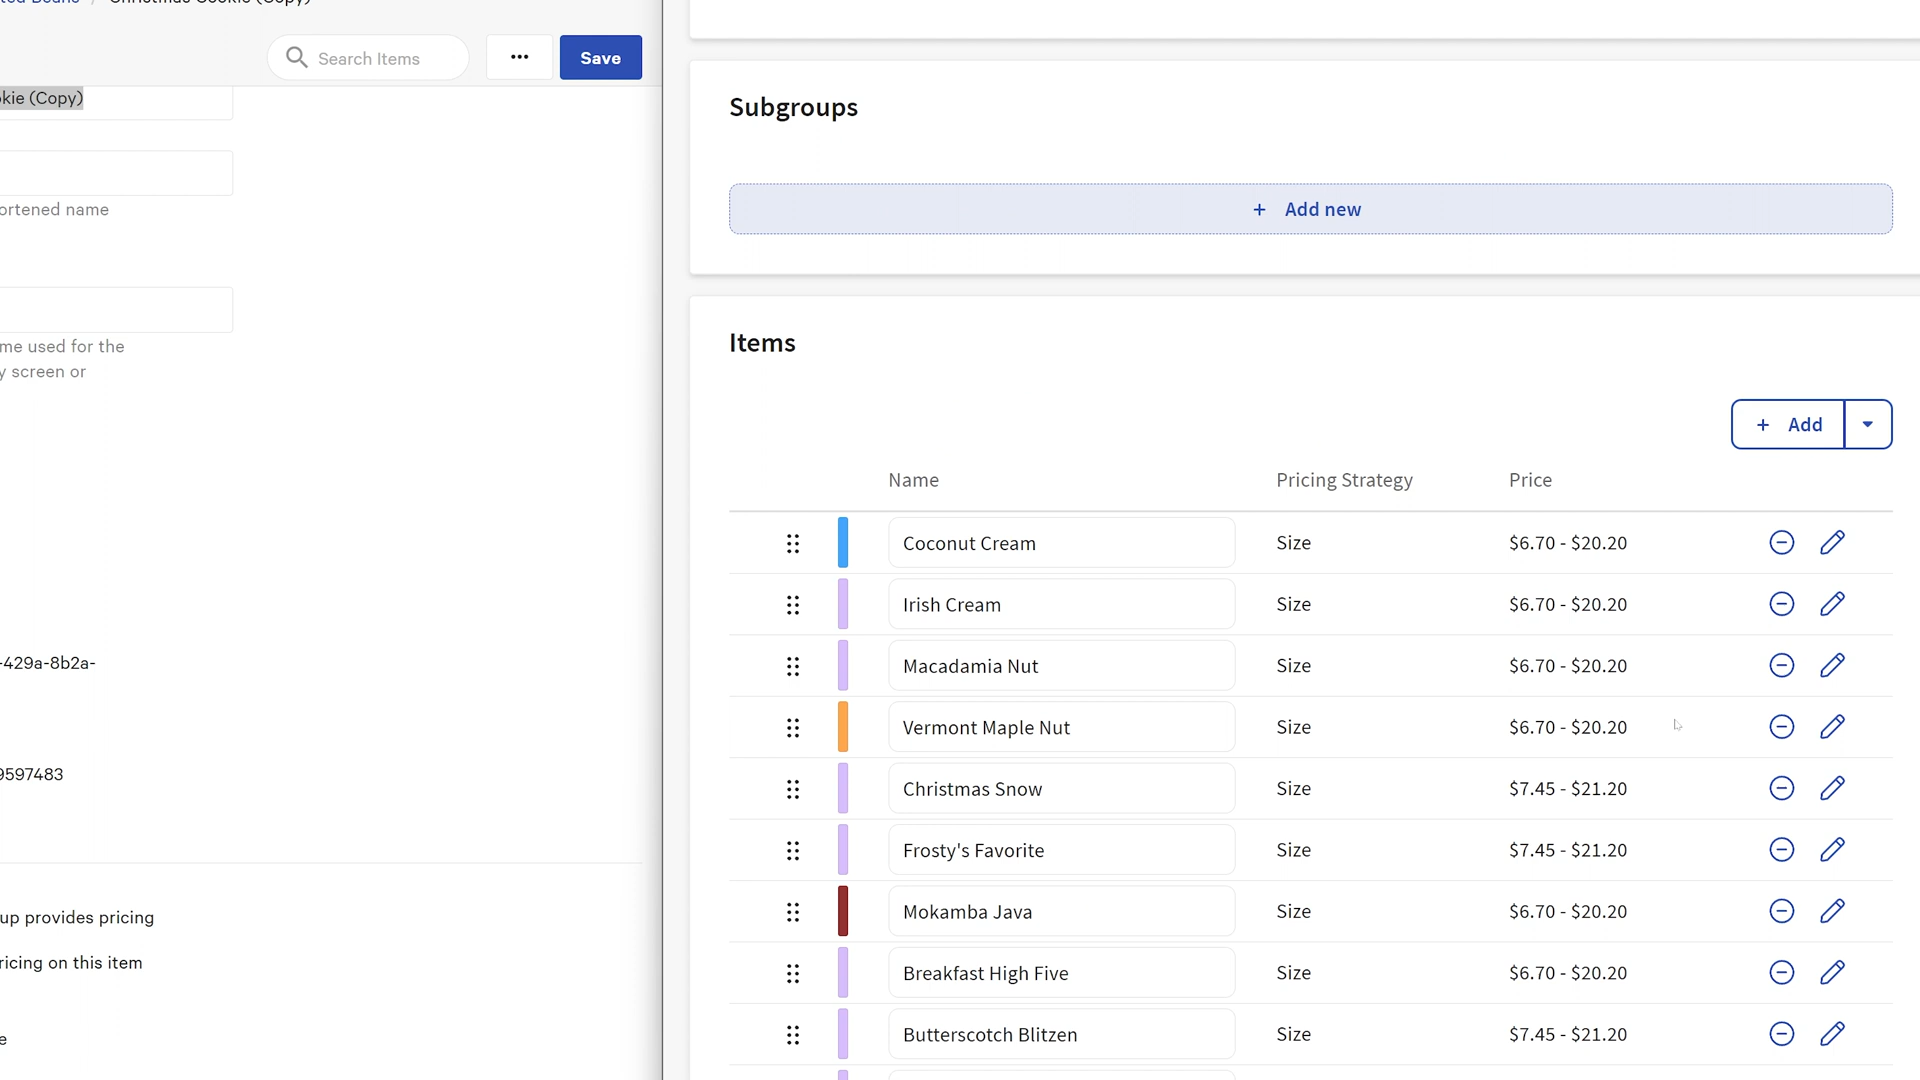 Christmas Cookie (Copy)
Search Items
...
Save
kie (Copy)
ortened name
me used for the
y screen or
-429a-8b2a-
9597483
up provides pricing
ricing on this item
e
Subgroups
+ Add new
Items
+ Add
Name Pricing Strategy Price
Coconut Cream Size $6.70 - $20.20
Irish Cream Size $6.70 - $20.20
Macadamia Nut Size $6.70 - $20.20
Vermont Maple Nut Size $6.70 - $20.20
Christmas Snow Size $7.45 - $21.20
Frosty's Favorite Size $7.45 - $21.20
Mokamba Java Size $6.70 - $20.20
Breakfast High Five Size $6.70 - $20.20
Butterscotch Blitzen Size $7.45 - $21.20